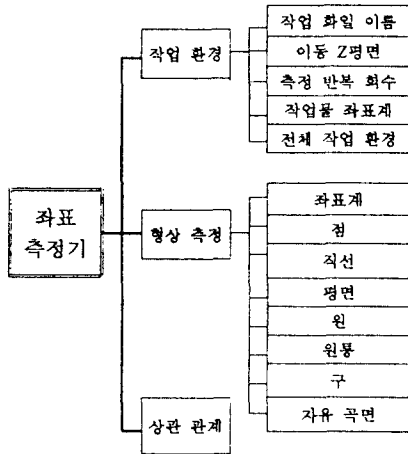 작업 화일 이름
작업 환경
이동 Z평면
측정 반복 회수
작업물 좌표계
전체 작업 환경
좌표
측정기
형상 측정
좌표계
점
직선
평면
원
원통
구
자유 곡면
상관 관계